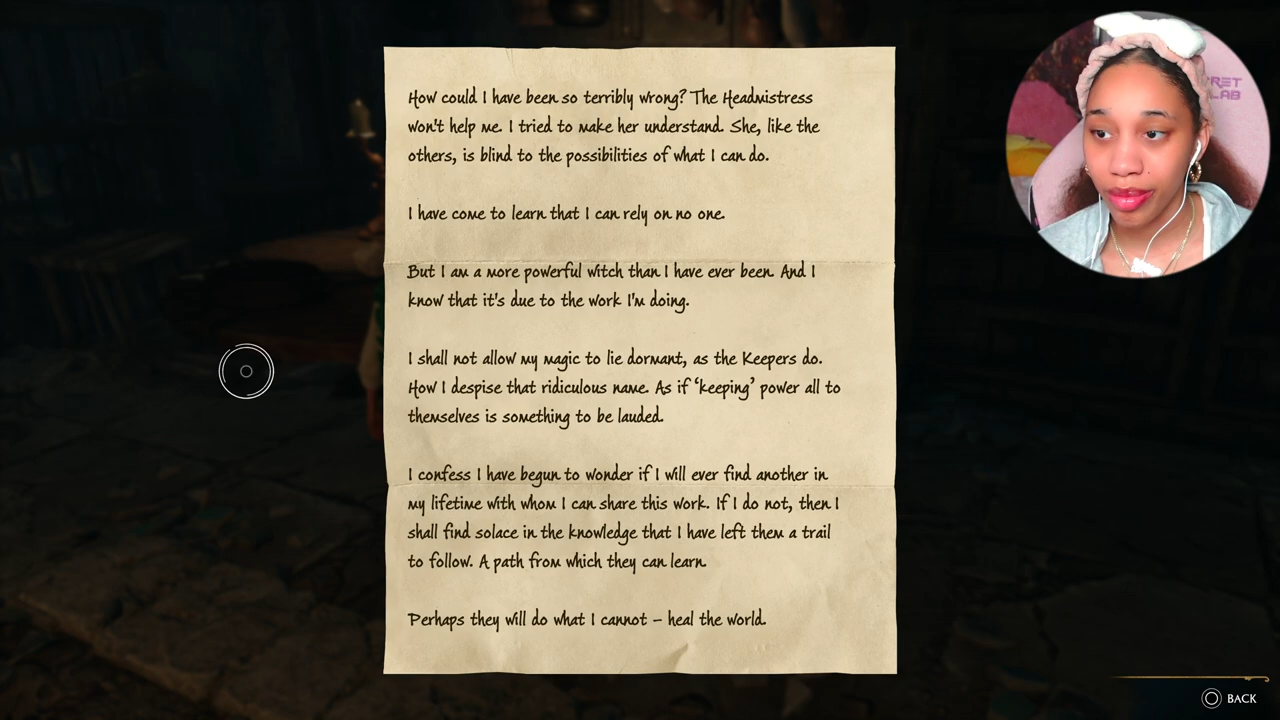 How could I have been so terribly wrong? The Headmistress
won't help me. I tried to make her understand. She, like the
others, is blind to the possibilities of what I can do.
I have come to learn that I can rely on no one.
But I am a more powerful witch than I have ever been. And I
know that it's due to the work I'm doing.
I shall not allow my magic to lie dormant, as the Keepers do.
How I despise that ridiculous name. As if ‘keeping’ power all to
themselves is something to be lauded.
I confess I have begun to wonder if I will ever find another in
my lifetime with whom I can share this work. If I do not, then I
shall find solace in the knowledge that I have left them a trail
to follow. A path from which they can learn.
Perhaps they will do what I cannot – heal the world.
BACK